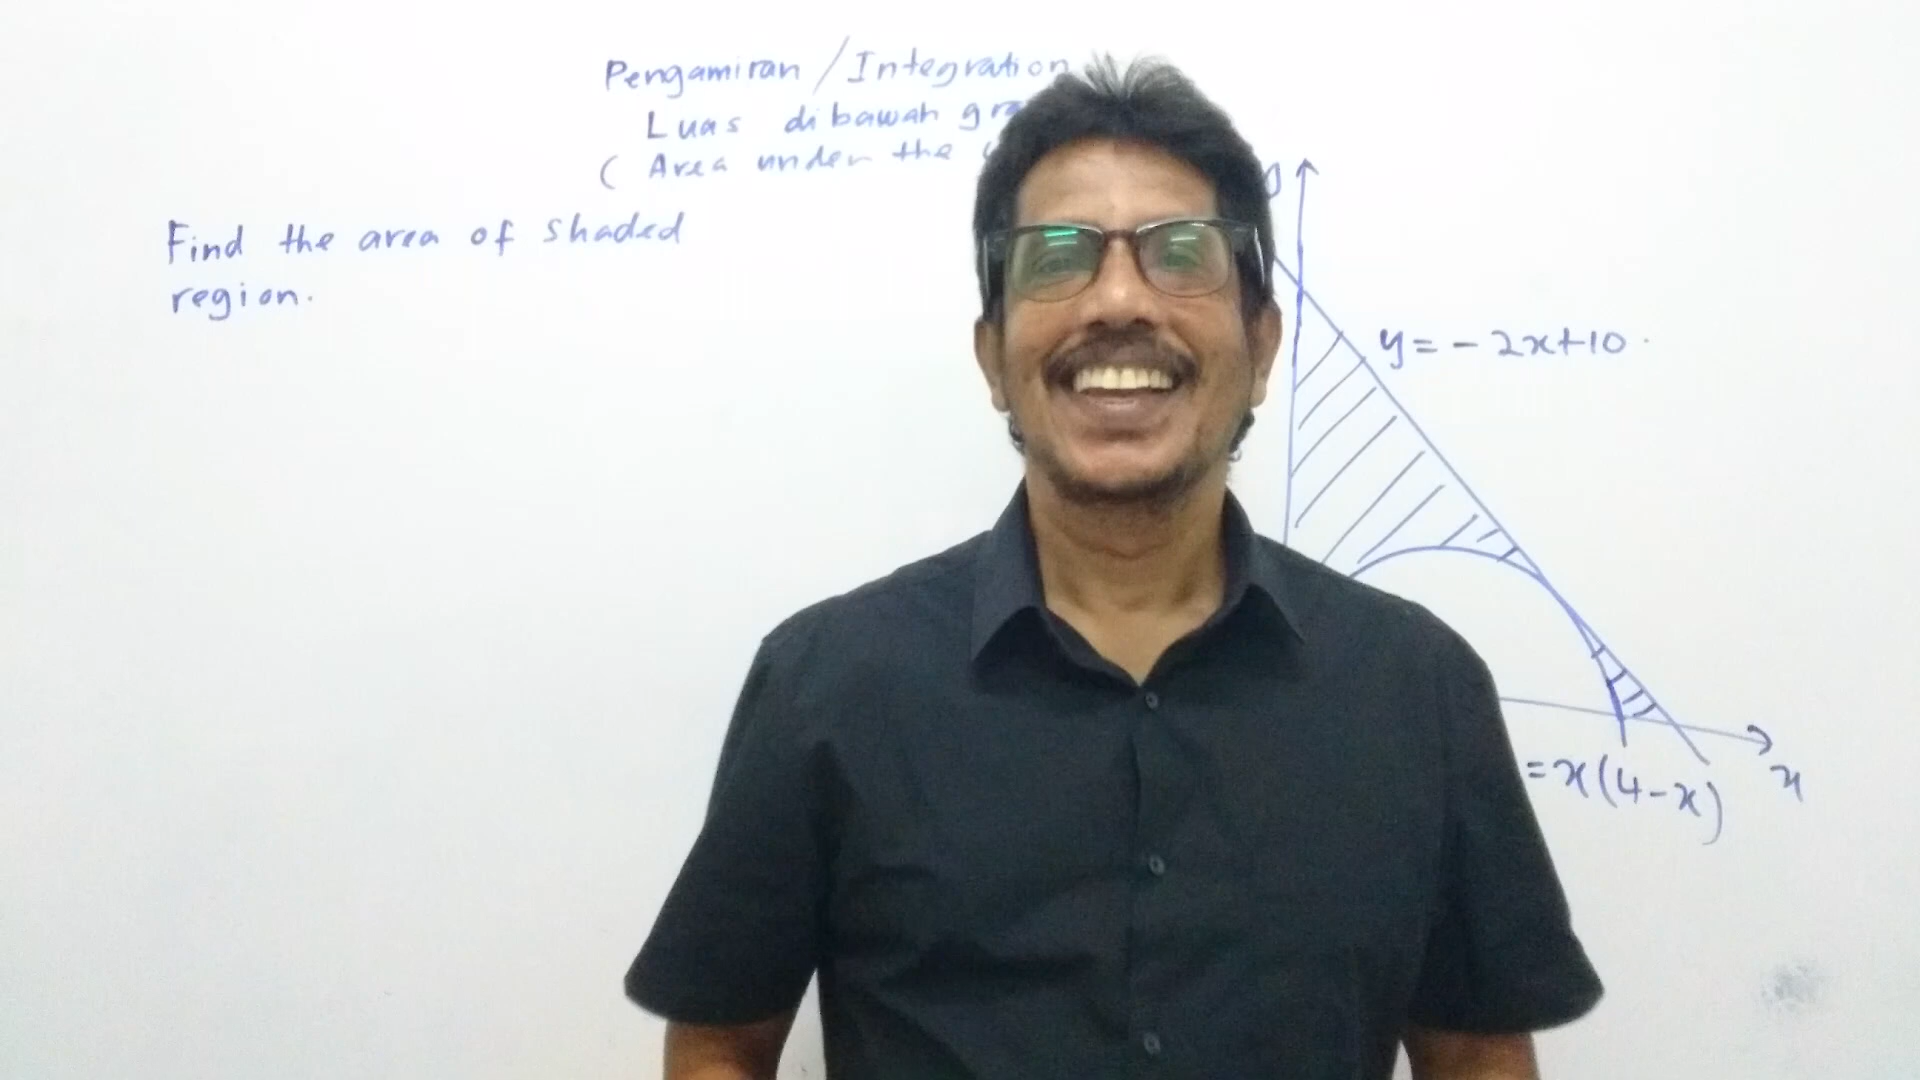 Pengamiran / Integration
Luas dibawah
( Area under the
Find the area of shaded
region.
y = - 2x+10
= x(4-x)
x